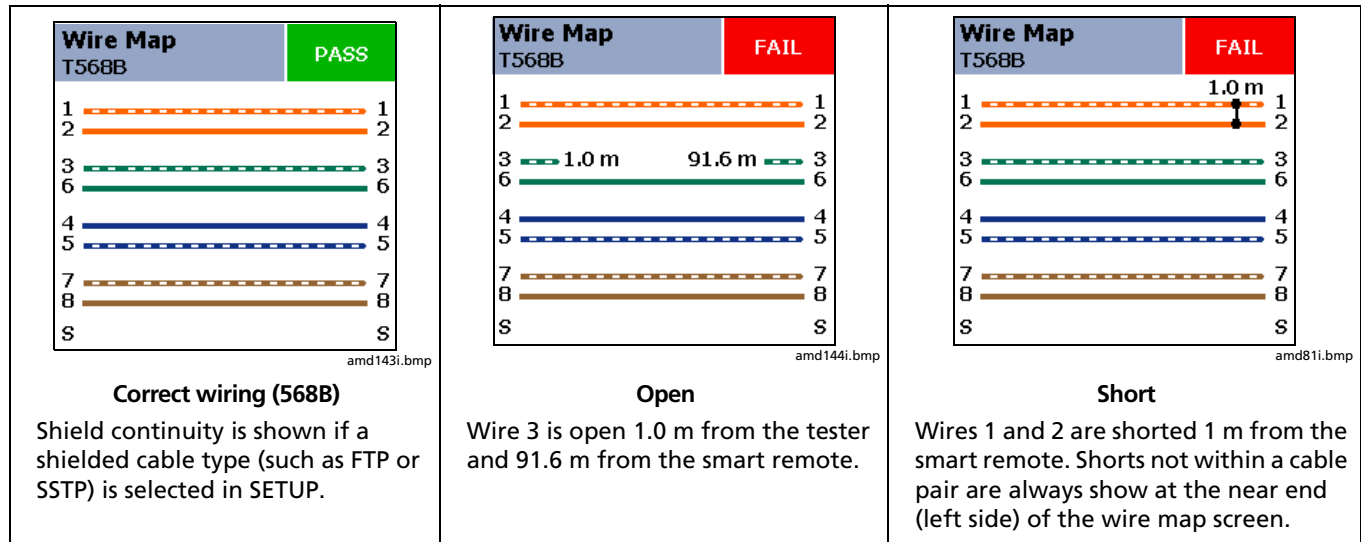 Wire Map
T568B
PASS
1 1
2 2
3 3
6 6
4 4
5 5
7 7
8 8
S S
amd143i.bmp
Correct wiring (568B)
Shield continuity is shown if a
shielded cable type (such as FTP or
SSTP) is selected in SETUP.
Wire Map
T568B
FAIL
1 1
2 2
3 1.0 m 91.6 m 3
6 6
4 4
5 5
7 7
8 8
S S
amd144i.bmp
Open
Wire 3 is open 1.0 m from the tester
and 91.6 m from the smart remote.
Wire Map
T568B
FAIL
1.0 m
1 1
2 2
3 3
6 6
4 4
5 5
7 7
8 8
S S
amd81i.bmp
Short
Wires 1 and 2 are shorted 1 m from the
smart remote. Shorts not within a cable
pair are always show at the near end
(left side) of the wire map screen.